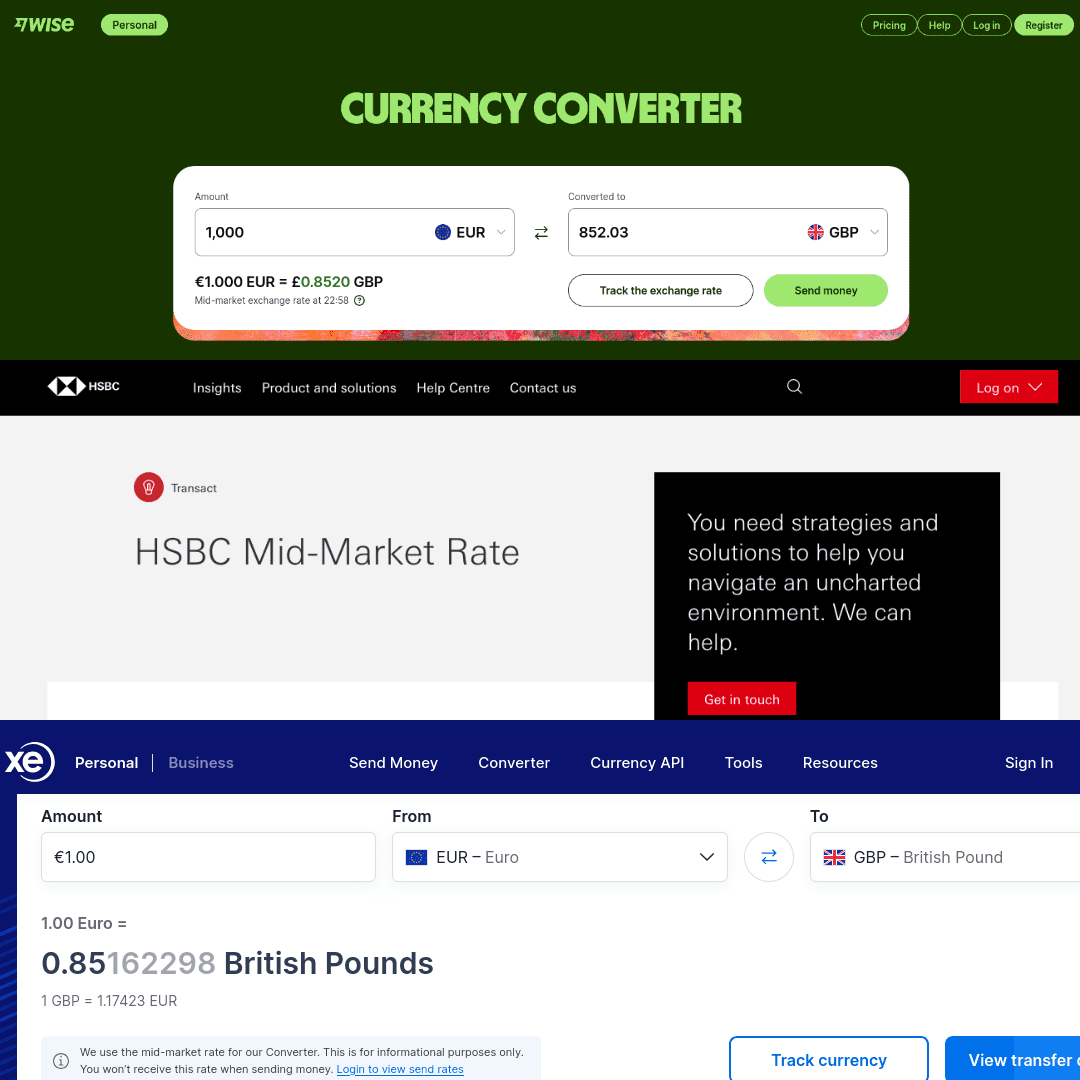 WISE
Personal
Pricing
Help
Log in
Register
CURRENCY CONVERTER
Amount
Converted to
1,000
EUR
852.03
GBP
€1.000 EUR = £0.8520 GBP
Mid-market exchange rate at 22:58
Track the exchange rate
Send money
HSBC
Insights
Product and solutions
Help Centre
Contact us
Log on
Transact
HSBC Mid-Market Rate
You need strategies and
solutions to help you
navigate an uncharted
environment. We can
help.
Get in touch
xe
Personal
Business
Send Money
Converter
Currency API
Tools
Resources
Sign In
Amount
From
To
€1.00
EUR – Euro
GBP – British Pound
1.00 Euro =
0.85162298 British Pounds
1 GBP = 1.17423 EUR
We use the mid-market rate for our Converter. This is for informational purposes only.
You won’t receive this rate when sending money. Login to view send rates
Track currency
View transfer